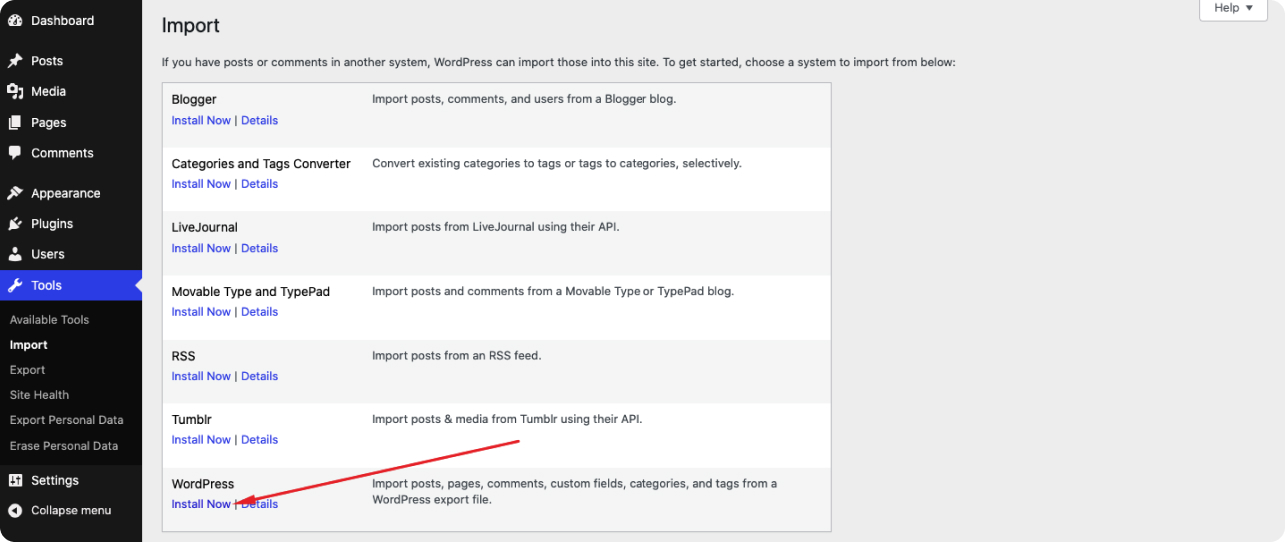 Dashboard
Posts
Media
Pages
Comments
Appearance
Plugins
Users
Tools
Available Tools
Import
Export
Site Health
Export Personal Data
Erase Personal Data
Settings
Collapse menu
Help ▼
Import
If you have posts or comments in another system, WordPress can import those into this site. To get started, choose a system to import from below:
Blogger Import posts, comments, and users from a Blogger blog.
Install Now | Details
Categories and Tags Converter Convert existing categories to tags or tags to categories, selectively.
Install Now | Details
LiveJournal Import posts from LiveJournal using their API.
Install Now | Details
Movable Type and TypePad Import posts and comments from a Movable Type or TypePad blog.
Install Now | Details
RSS Import posts from an RSS feed.
Install Now | Details
Tumblr Import posts & media from Tumblr using their API.
Install Now | Details
WordPress Import posts, pages, comments, custom fields, categories, and tags from a
Install Now | Details WordPress export file.